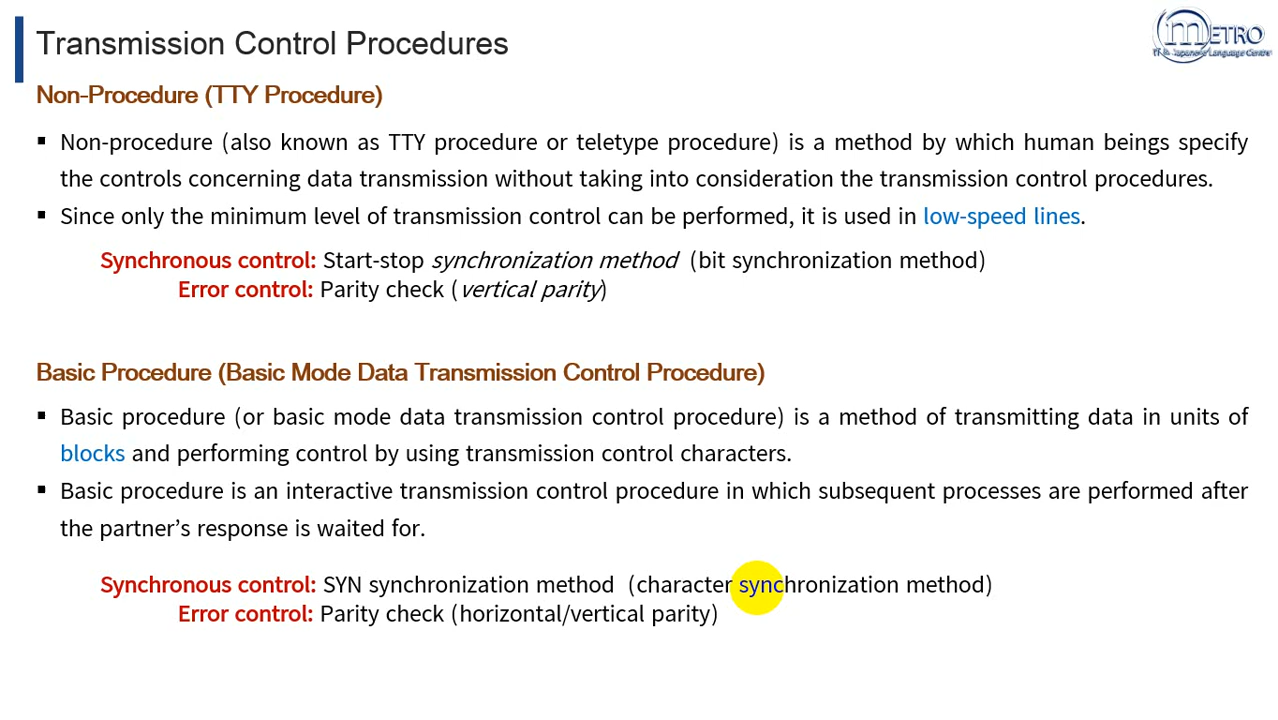 Transmission Control Procedures
METRO
IT & Japanese Language Centre
Non-Procedure (TTY Procedure)
▪ Non-procedure (also known as TTY procedure or teletype procedure) is a method by which human beings specify
the controls concerning data transmission without taking into consideration the transmission control procedures.
▪ Since only the minimum level of transmission control can be performed, it is used in low-speed lines.
Synchronous control: Start-stop synchronization method (bit synchronization method)
Error control: Parity check (vertical parity)
Basic Procedure (Basic Mode Data Transmission Control Procedure)
▪ Basic procedure (or basic mode data transmission control procedure) is a method of transmitting data in units of
blocks and performing control by using transmission control characters.
▪ Basic procedure is an interactive transmission control procedure in which subsequent processes are performed after
the partner’s response is waited for.
Synchronous control: SYN synchronization method (character synchronization method)
Error control: Parity check (horizontal/vertical parity)